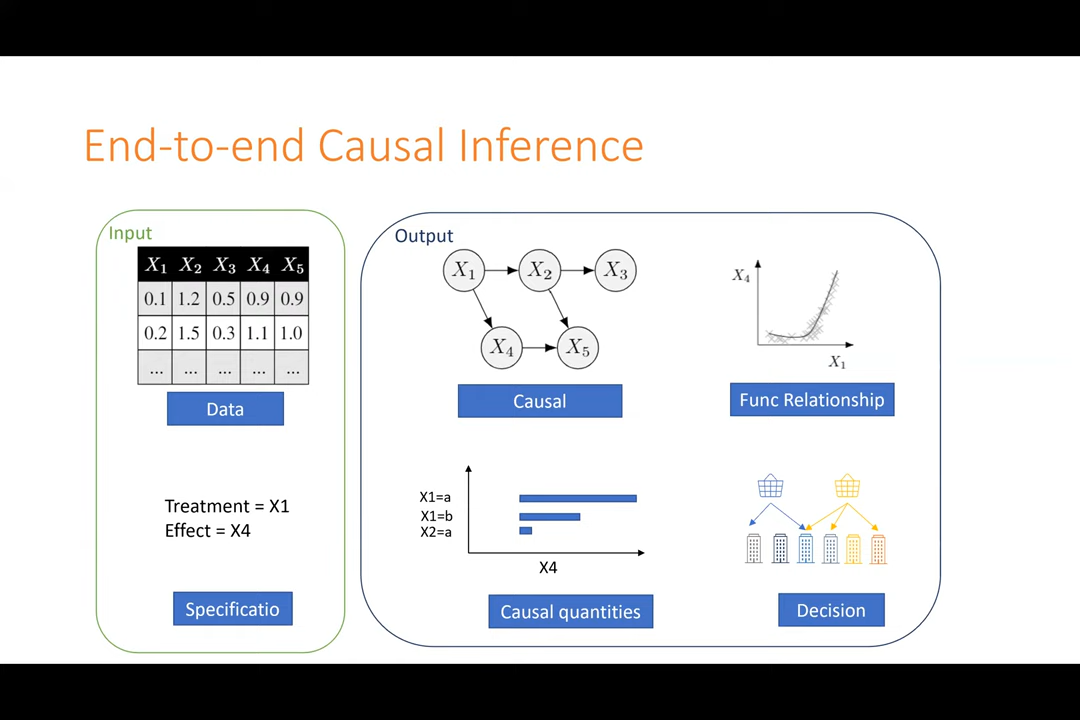 End-to-end Causal Inference
Input
X1 X2 X3 X4 X5
0.1 1.2 0.5 0.9 0.9
0.2 1.5 0.3 1.1 1.0
... ... ... ... ...
Data
Treatment = X1
Effect = X4
Specificatio
Output
X1 X2 X3
X4 X5
Causal
X4
X1
Func Relationship
X1=a
X1=b
X2=a
X4
Causal quantities
Decision